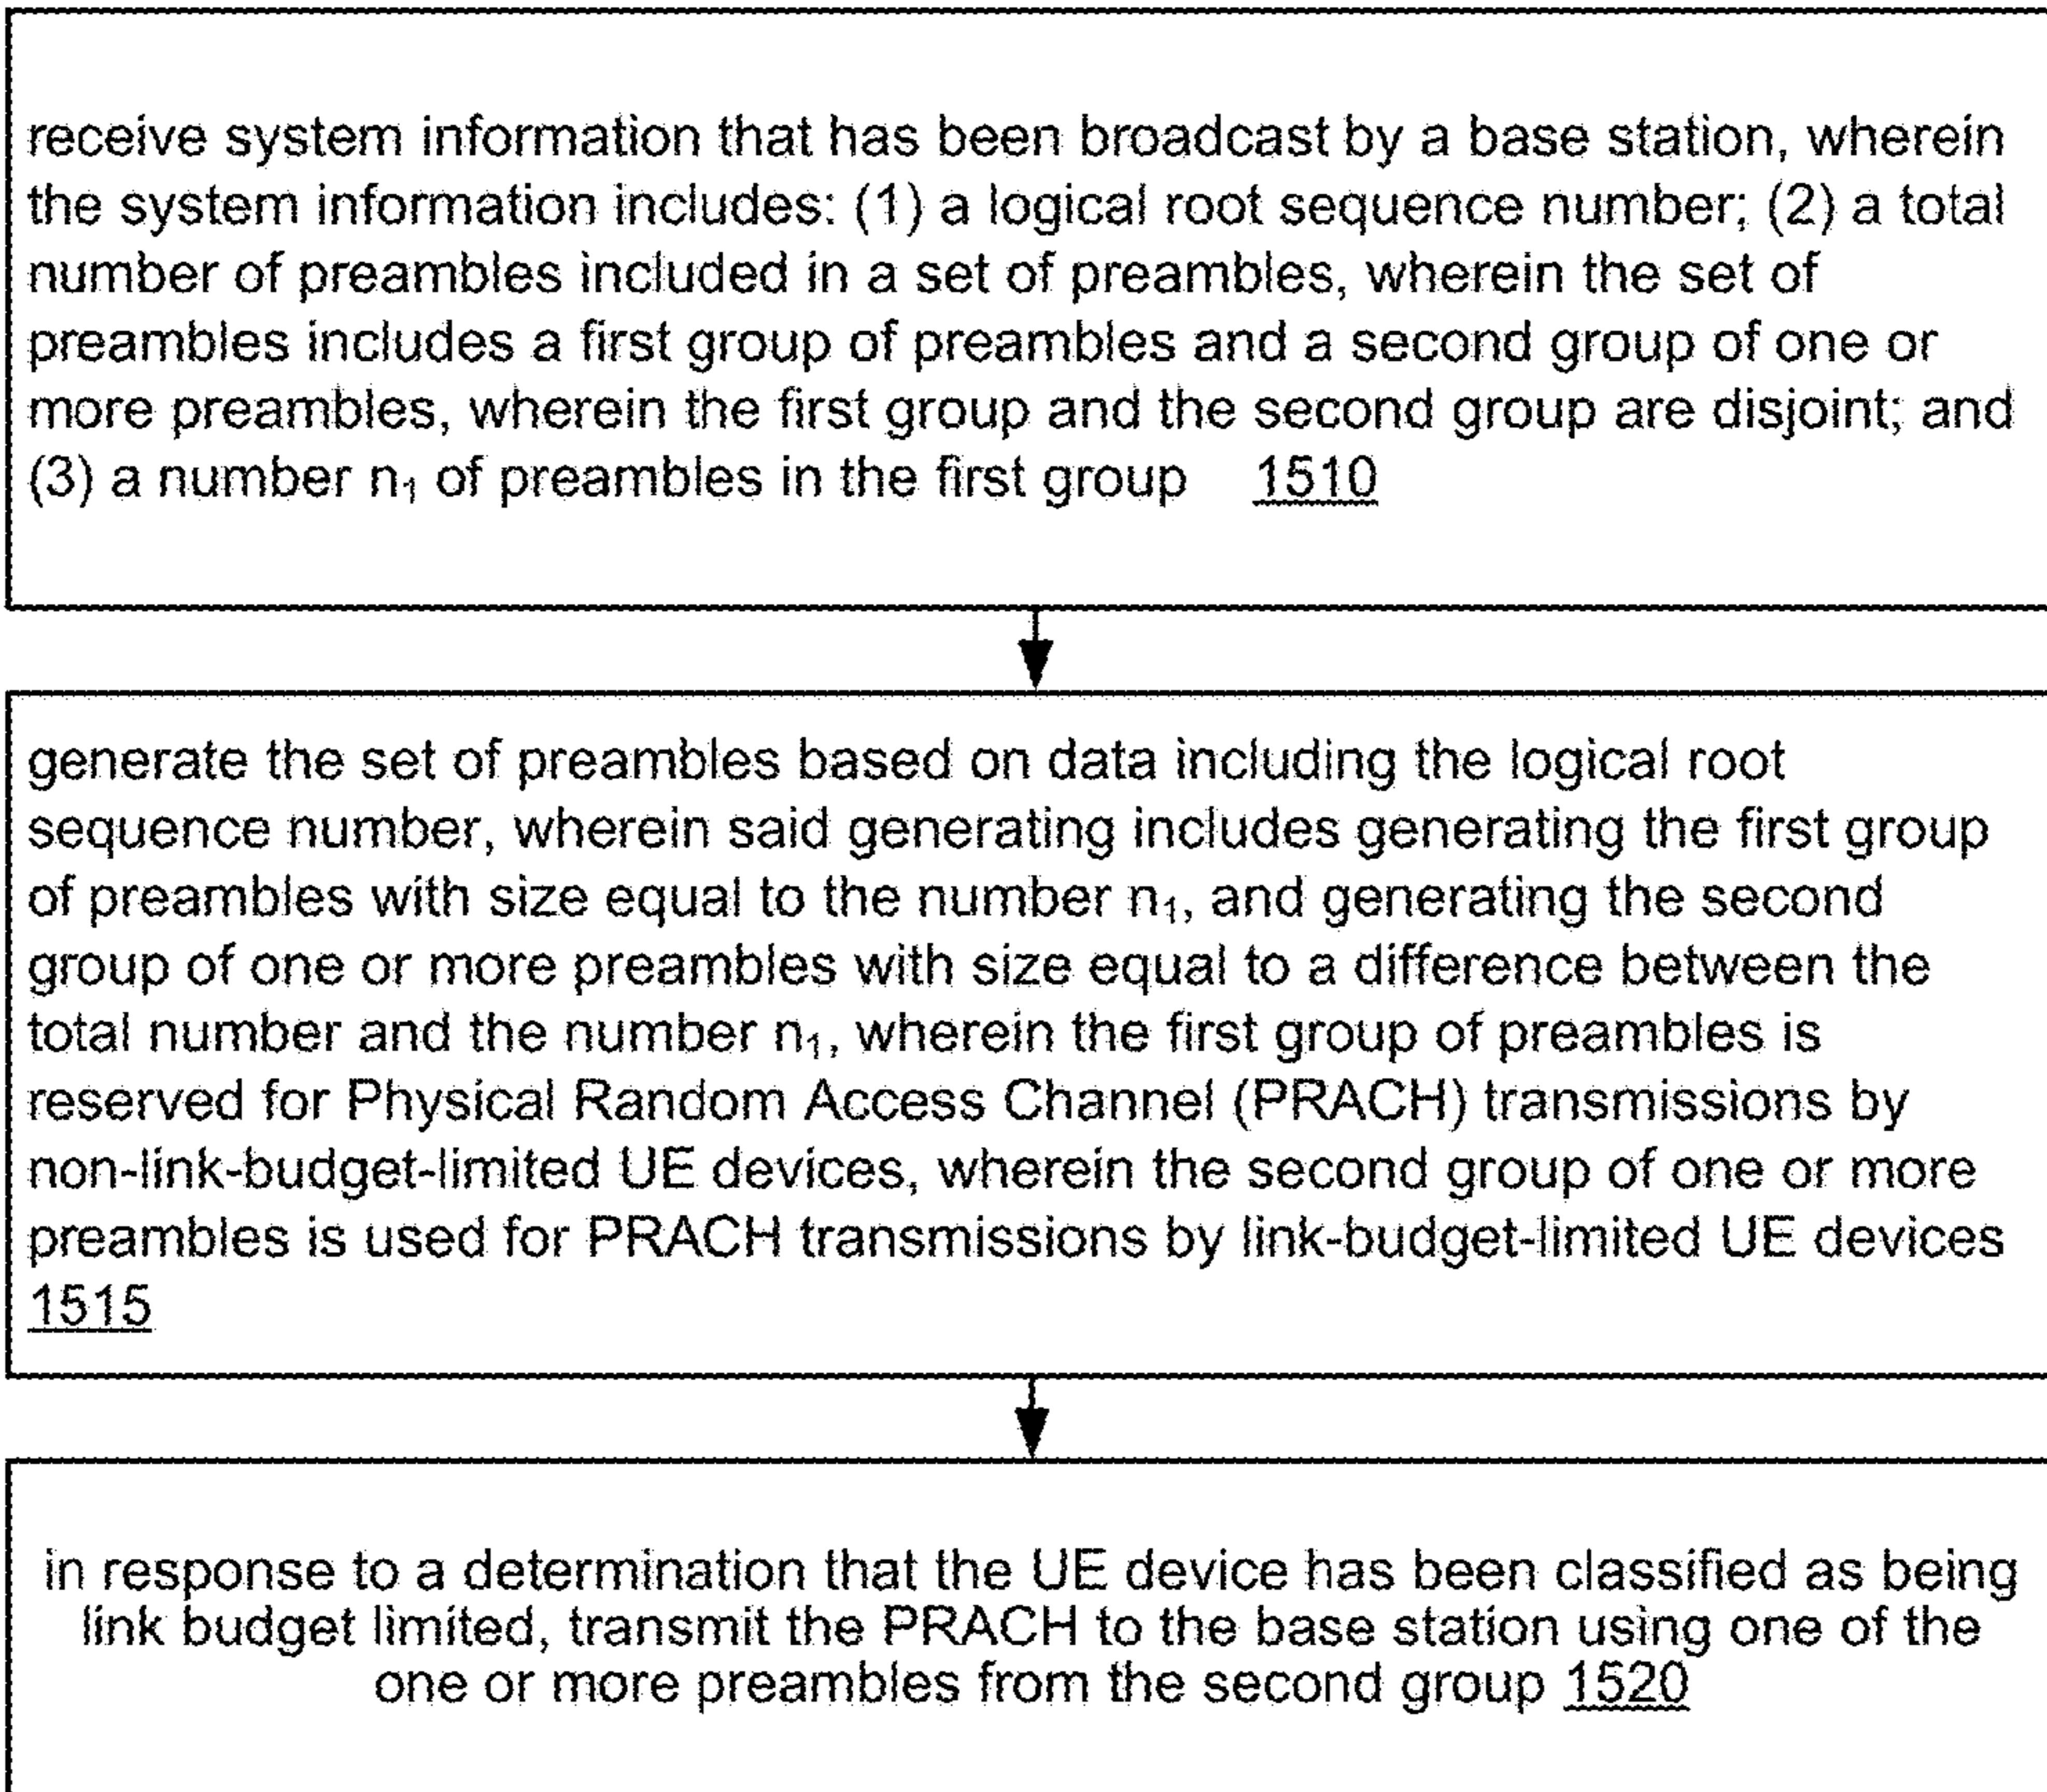 receive system information that has been broadcast by a base station, wherein
the system information includes: (1) a logical root sequence number; (2) a total
number of preambles included in a set of preambles, wherein the set of
preambles includes a first group of preambles and a second group of one or
more preambles, wherein the first group and the second group are disjoint; and
(3) a number n₁ of preambles in the first group 1510
generate the set of preambles based on data including the logical root
sequence number, wherein said generating includes generating the first group
of preambles with size equal to the number n₁, and generating the second
group of one or more preambles with size equal to a difference between the
total number and the number n₁, wherein the first group of preambles is
reserved for Physical Random Access Channel (PRACH) transmissions by
non-link-budget-limited UE devices, wherein the second group of one or more
preambles is used for PRACH transmissions by link-budget-limited UE devices
1515
in response to a determination that the UE device has been classified as being
link budget limited, transmit the PRACH to the base station using one of the
one or more preambles from the second group 1520